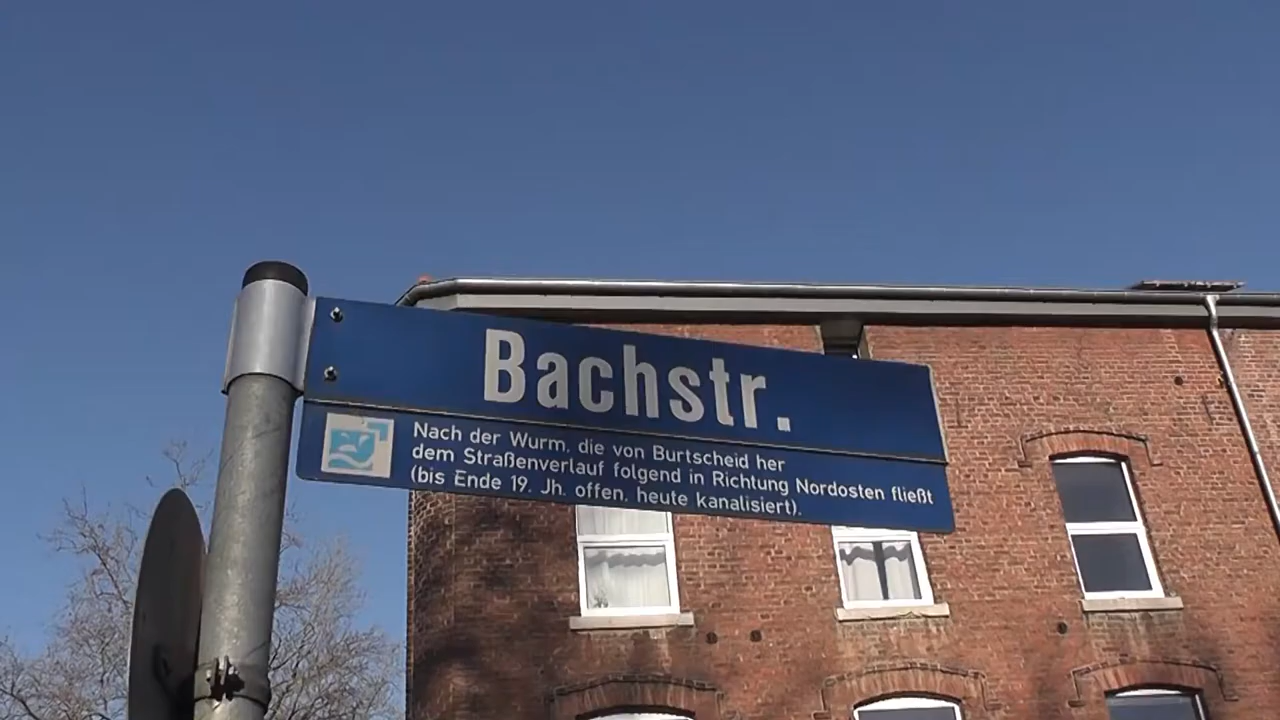 Bachstr.
Nach der Wurm, die von Burtscheid her
dem Straßenverlauf folgend in Richtung Nordosten fließt
(bis Ende 19. Jh. offen, heute kanalisiert).